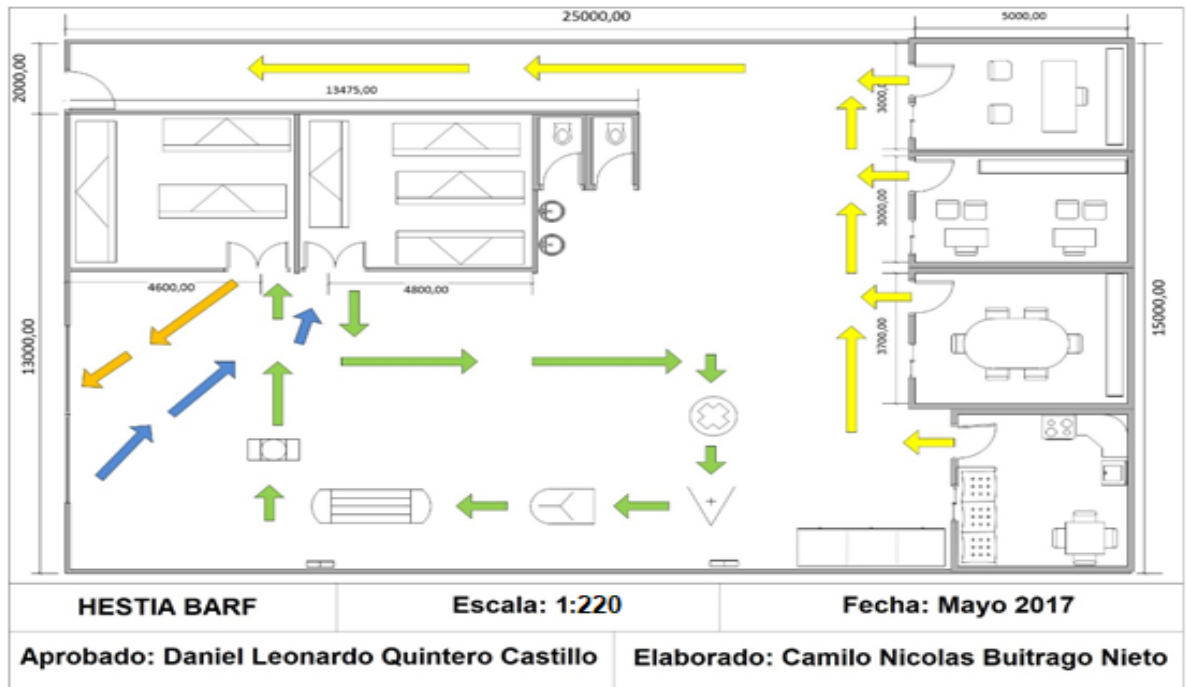 25000,00
5000,00
2000,00
13475,00
3000,00
3000,00
4600,00
4800,00
3700,00
13000,00
15000,00
HESTIA BARF
Escala: 1:220
Fecha: Mayo 2017
Aprobado: Daniel Leonardo Quintero Castillo
Elaborado: Camilo Nicolas Buitrago Nieto